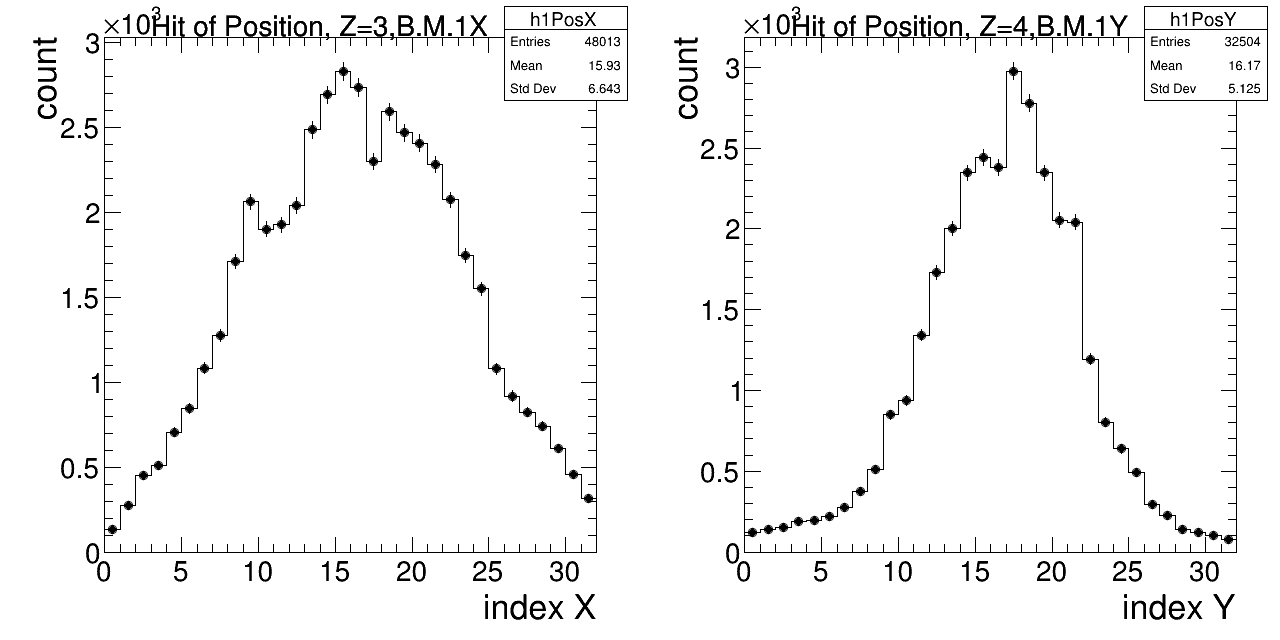 ×10³ Hit of Position, Z=3,B.M.1X
h1PosX
Entries 48013
Mean 15.93
Std Dev 6.643
count
3
2.5
2
1.5
1
0.5
0
0 5 10 15 20 25 30
index X
×10³ Hit of Position, Z=4,B.M.1Y
h1PosY
Entries 32504
Mean 16.17
Std Dev 5.125
count
3
2.5
2
1.5
1
0.5
0
0 5 10 15 20 25 30
index Y